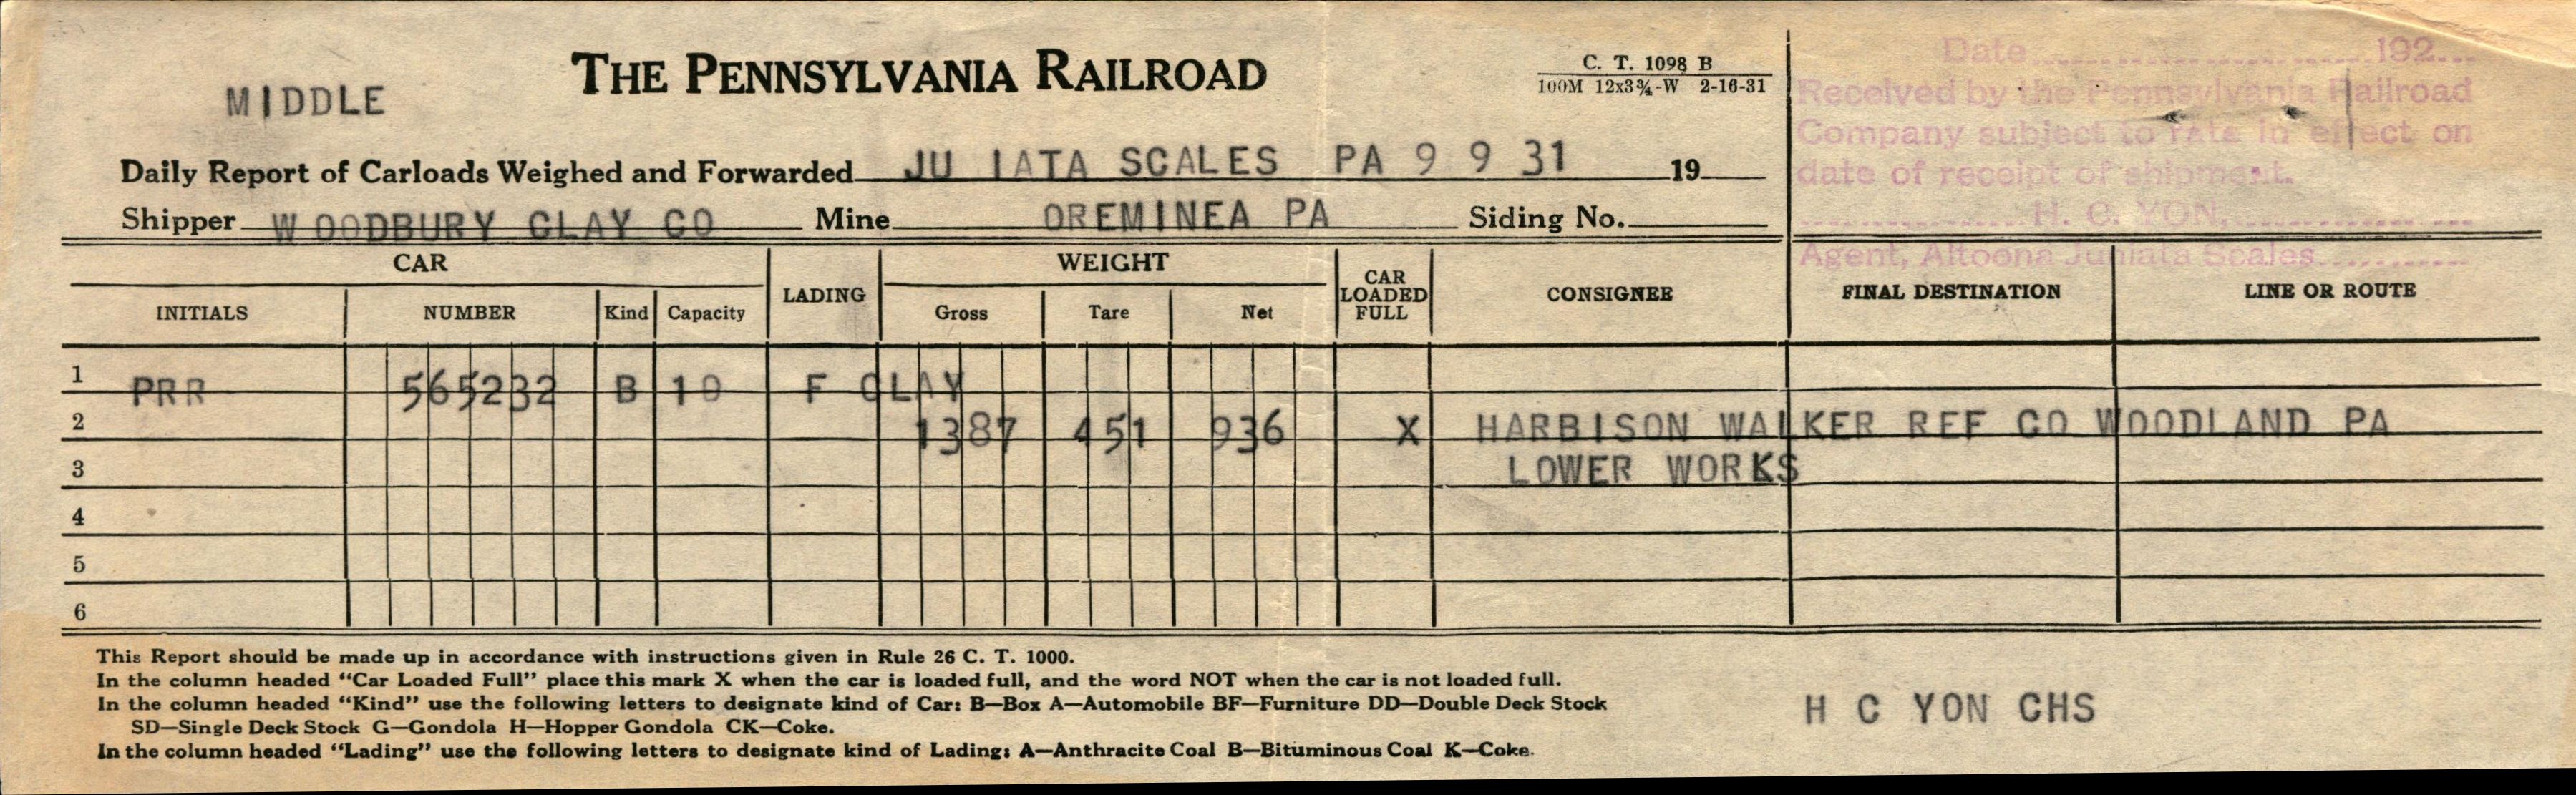 THE PENNSYLVANIA RAILROAD
C. T. 1098 B
100M 12x3¾-W 2-16-31
MIDDLE
Daily Report of Carloads Weighed and Forwarded JU IATA SCALES PA 9 9 31 19
Shipper WOODBURY CLAY CO Mine OREMINEA PA Siding No.
Date 192
Received by the Pennsylvania Railroad
Company subject to rate in effect on
date of receipt of shipment.
H. C. YON,
Agent, Altoona Juniata Scales
CAR LADING WEIGHT CAR LOADED FULL CONSIGNEE FINAL DESTINATION LINE OR ROUTE
INITIALS NUMBER Kind Capacity Gross Tare Net
1 PRR 565232 B 10 F CLAY
2 1387 451 936 X HARBISON WALKER REF CO WOODLAND PA
3 LOWER WORKS
4
5
6
This Report should be made up in accordance with instructions given in Rule 26 C. T. 1000.
In the column headed “Car Loaded Full” place this mark X when the car is loaded full, and the word NOT when the car is not loaded full.
In the column headed “Kind” use the following letters to designate kind of Car: B—Box A—Automobile BF—Furniture DD—Double Deck Stock
SD—Single Deck Stock G—Gondola H—Hopper Gondola CK—Coke.
In the column headed “Lading” use the following letters to designate kind of Lading: A—Anthracite Coal B—Bituminous Coal K—Coke.
H C YON CHS